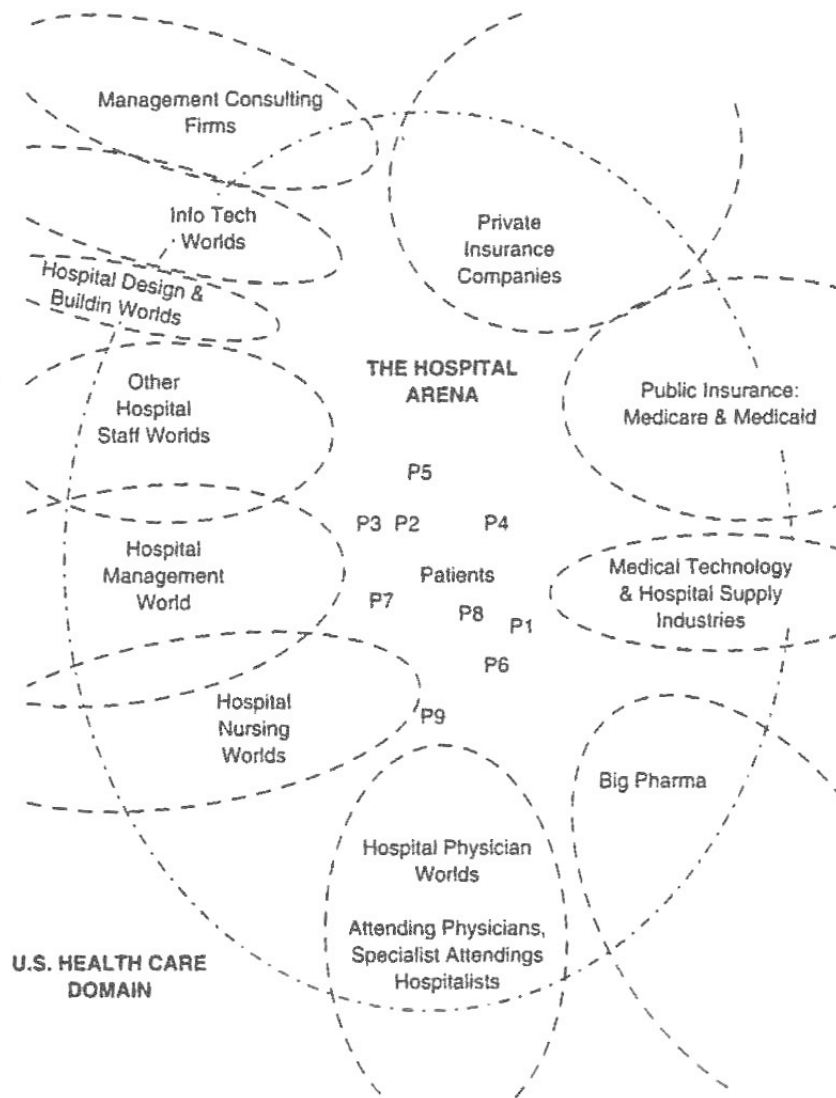 Management Consulting
Firms
Info Tech
Worlds
Private
Insurance
Companies
Hospital Design &
Buildin Worlds
THE HOSPITAL
ARENA
Other
Hospital
Staff Worlds
Public Insurance:
Medicare & Medicaid
P5
P3 P2 P4
Hospital
Management
World
Patients
Medical Technology
& Hospital Supply
Industries
P7 P8 P1
P6
Hospital
Nursing
Worlds
P9
Big Pharma
Hospital Physician
Worlds
Attending Physicians,
Specialist Attendings
Hospitalists
U.S. HEALTH CARE
DOMAIN